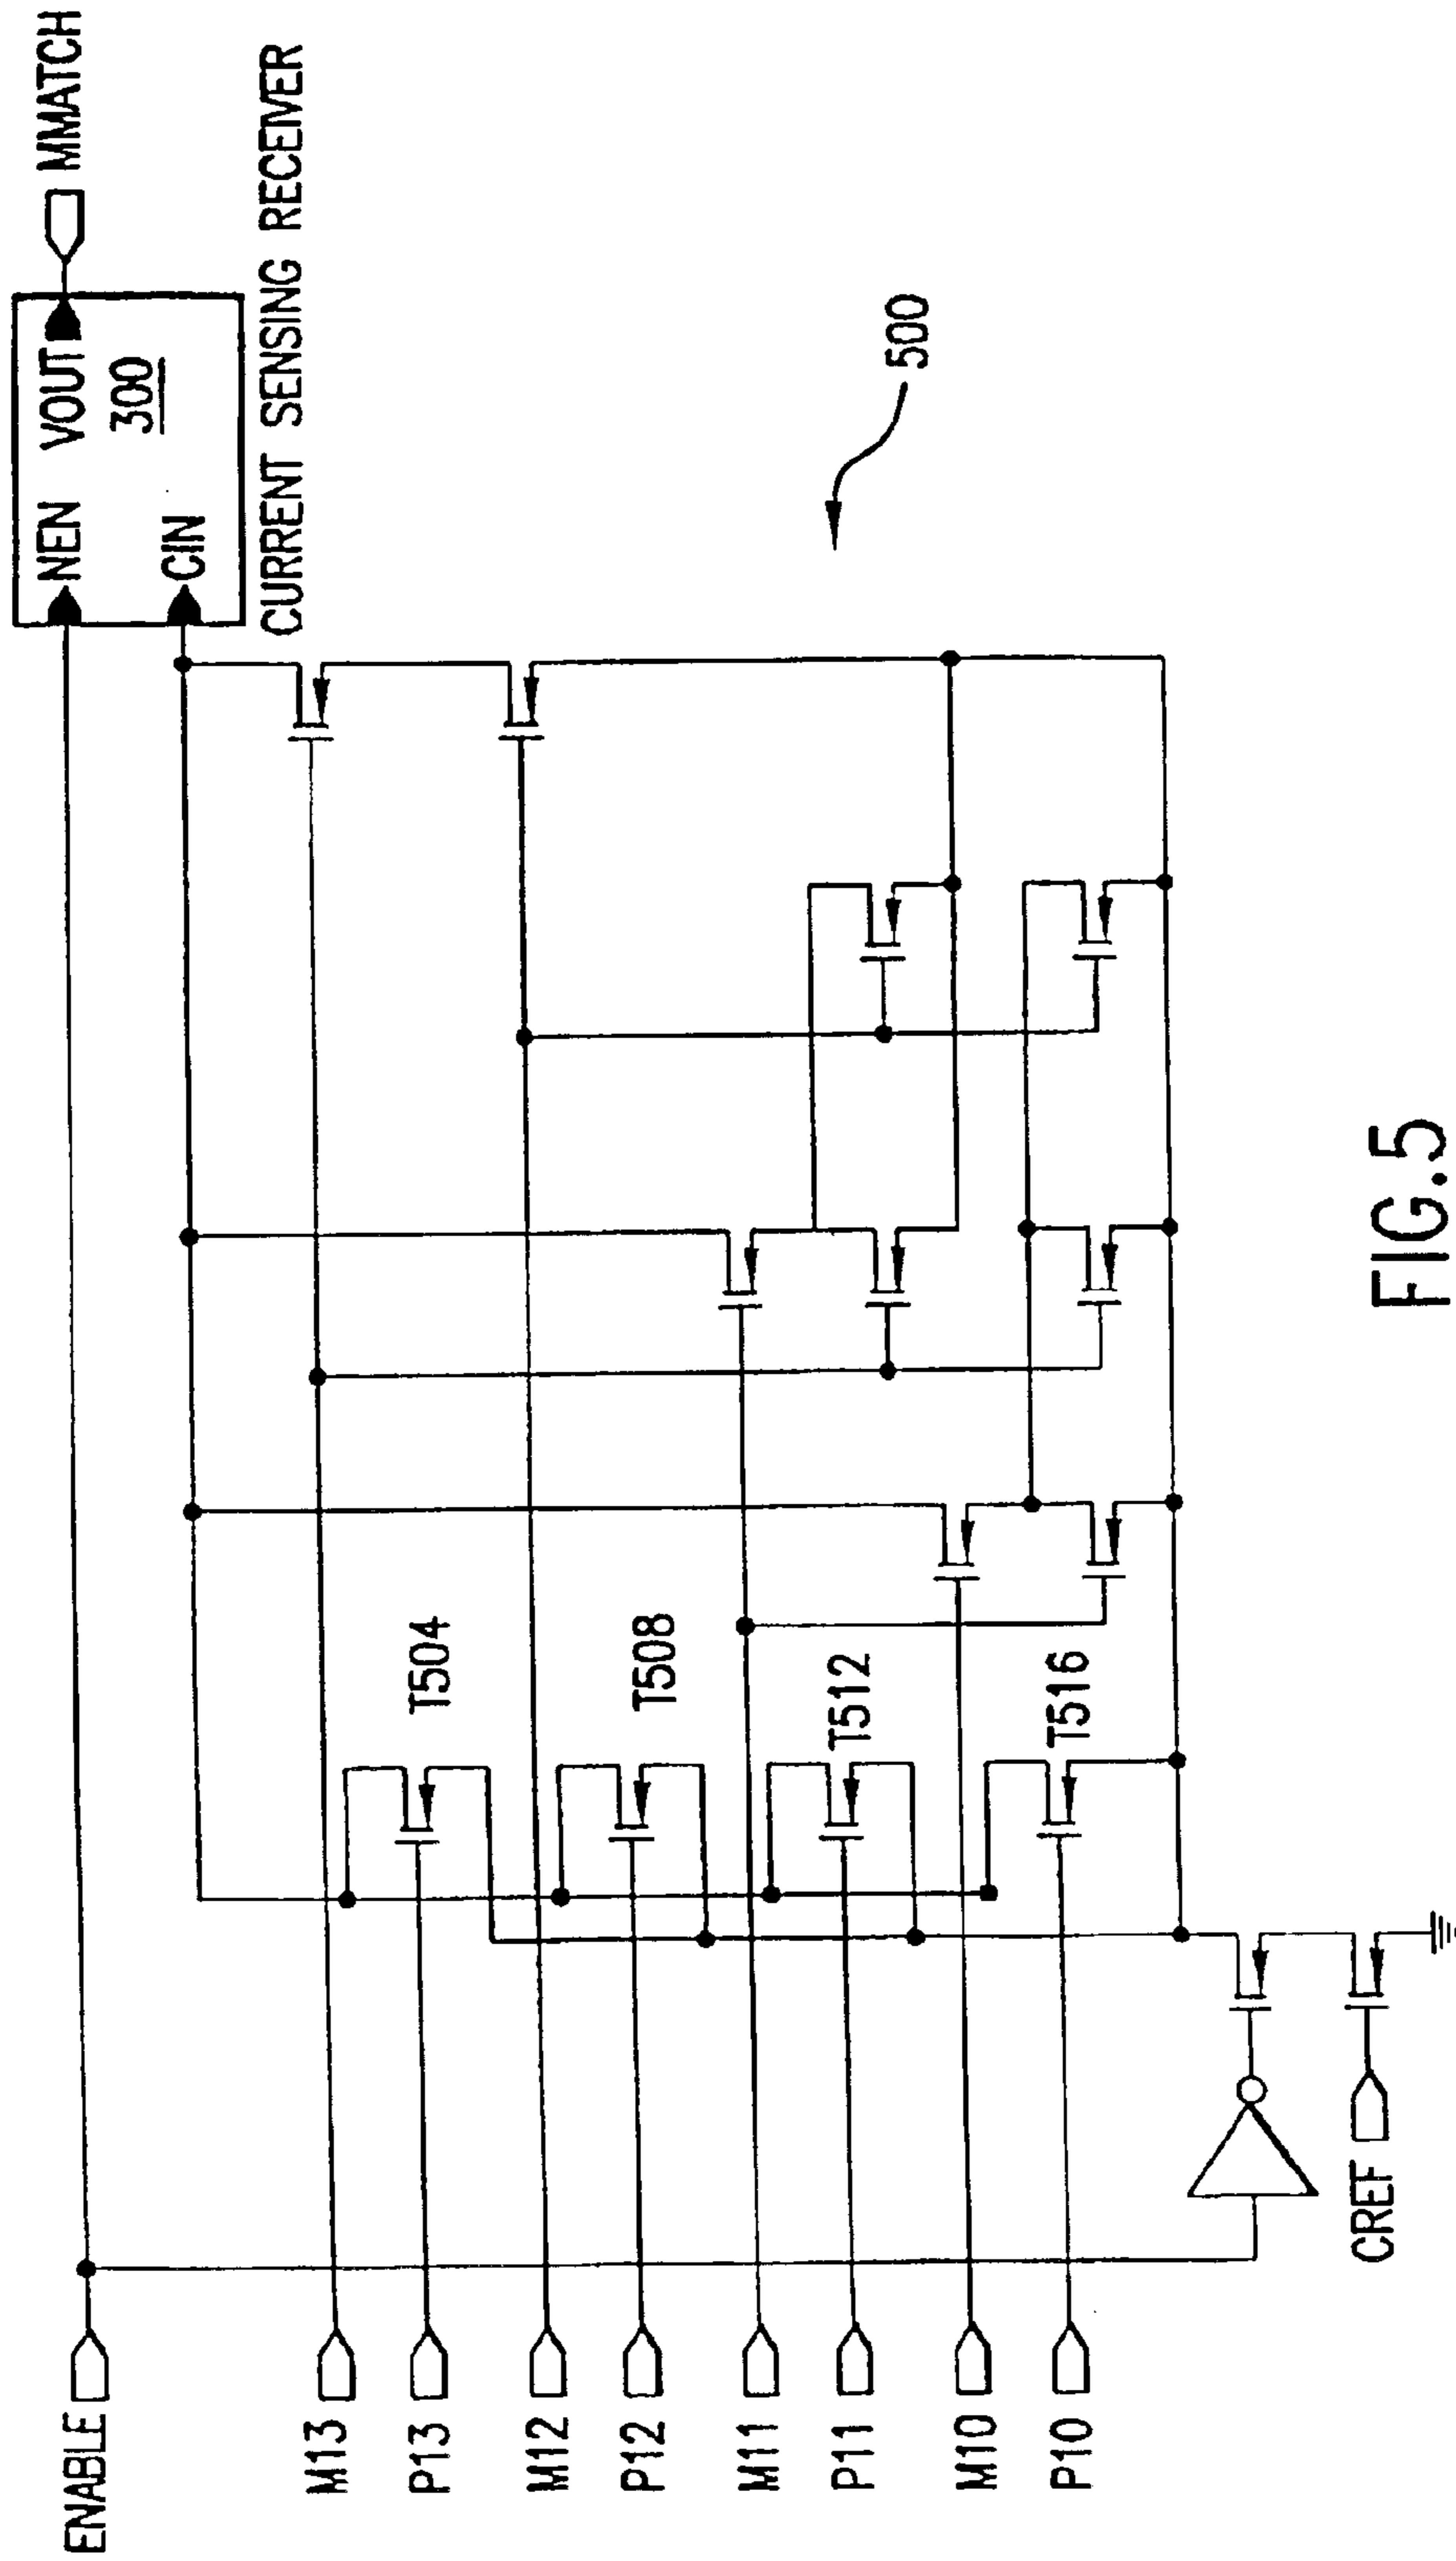 ENABLE
M13
P13
M12
P12
M11
P11
M10
P10
CREF
T504
T508
T512
T516
NEN VOUT
300
CIN
MMATCH
CURRENT SENSING RECEIVER
500
FIG.5